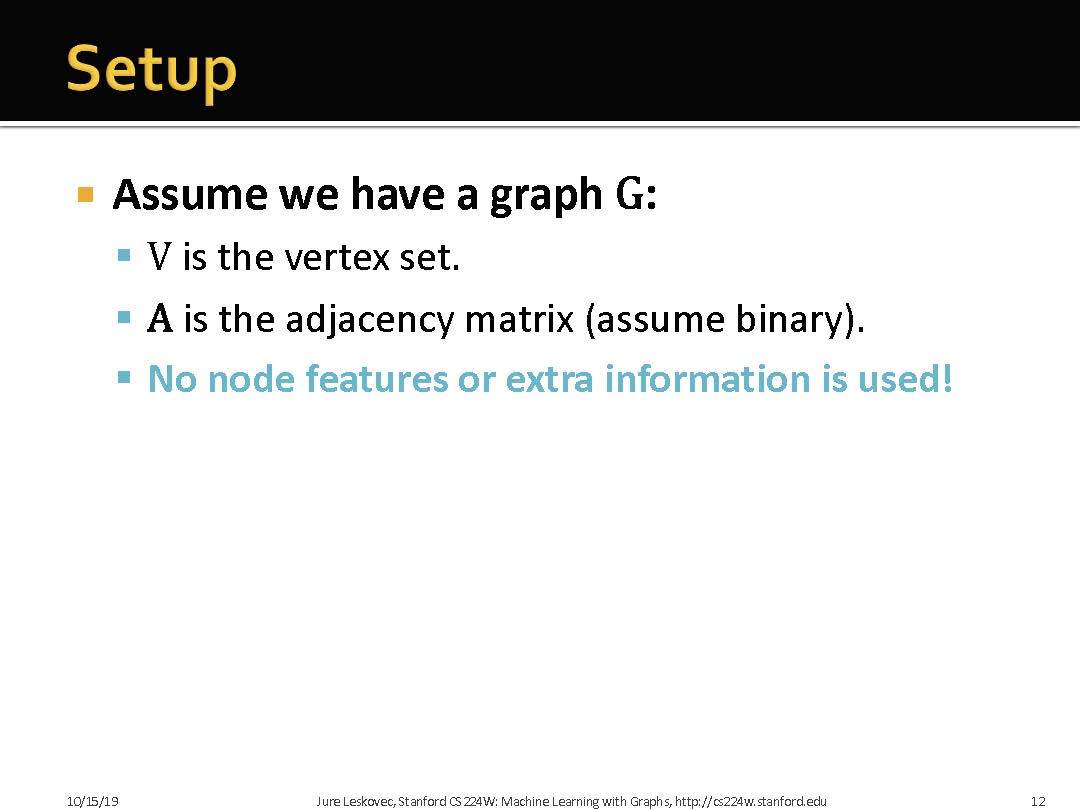 Setup
Assume we have a graph G:
V is the vertex set.
A is the adjacency matrix (assume binary).
No node features or extra information is used!
10/15/19
Jure Leskovec, Stanford CS224W: Machine Learning with Graphs, http://cs224w.stanford.edu
12